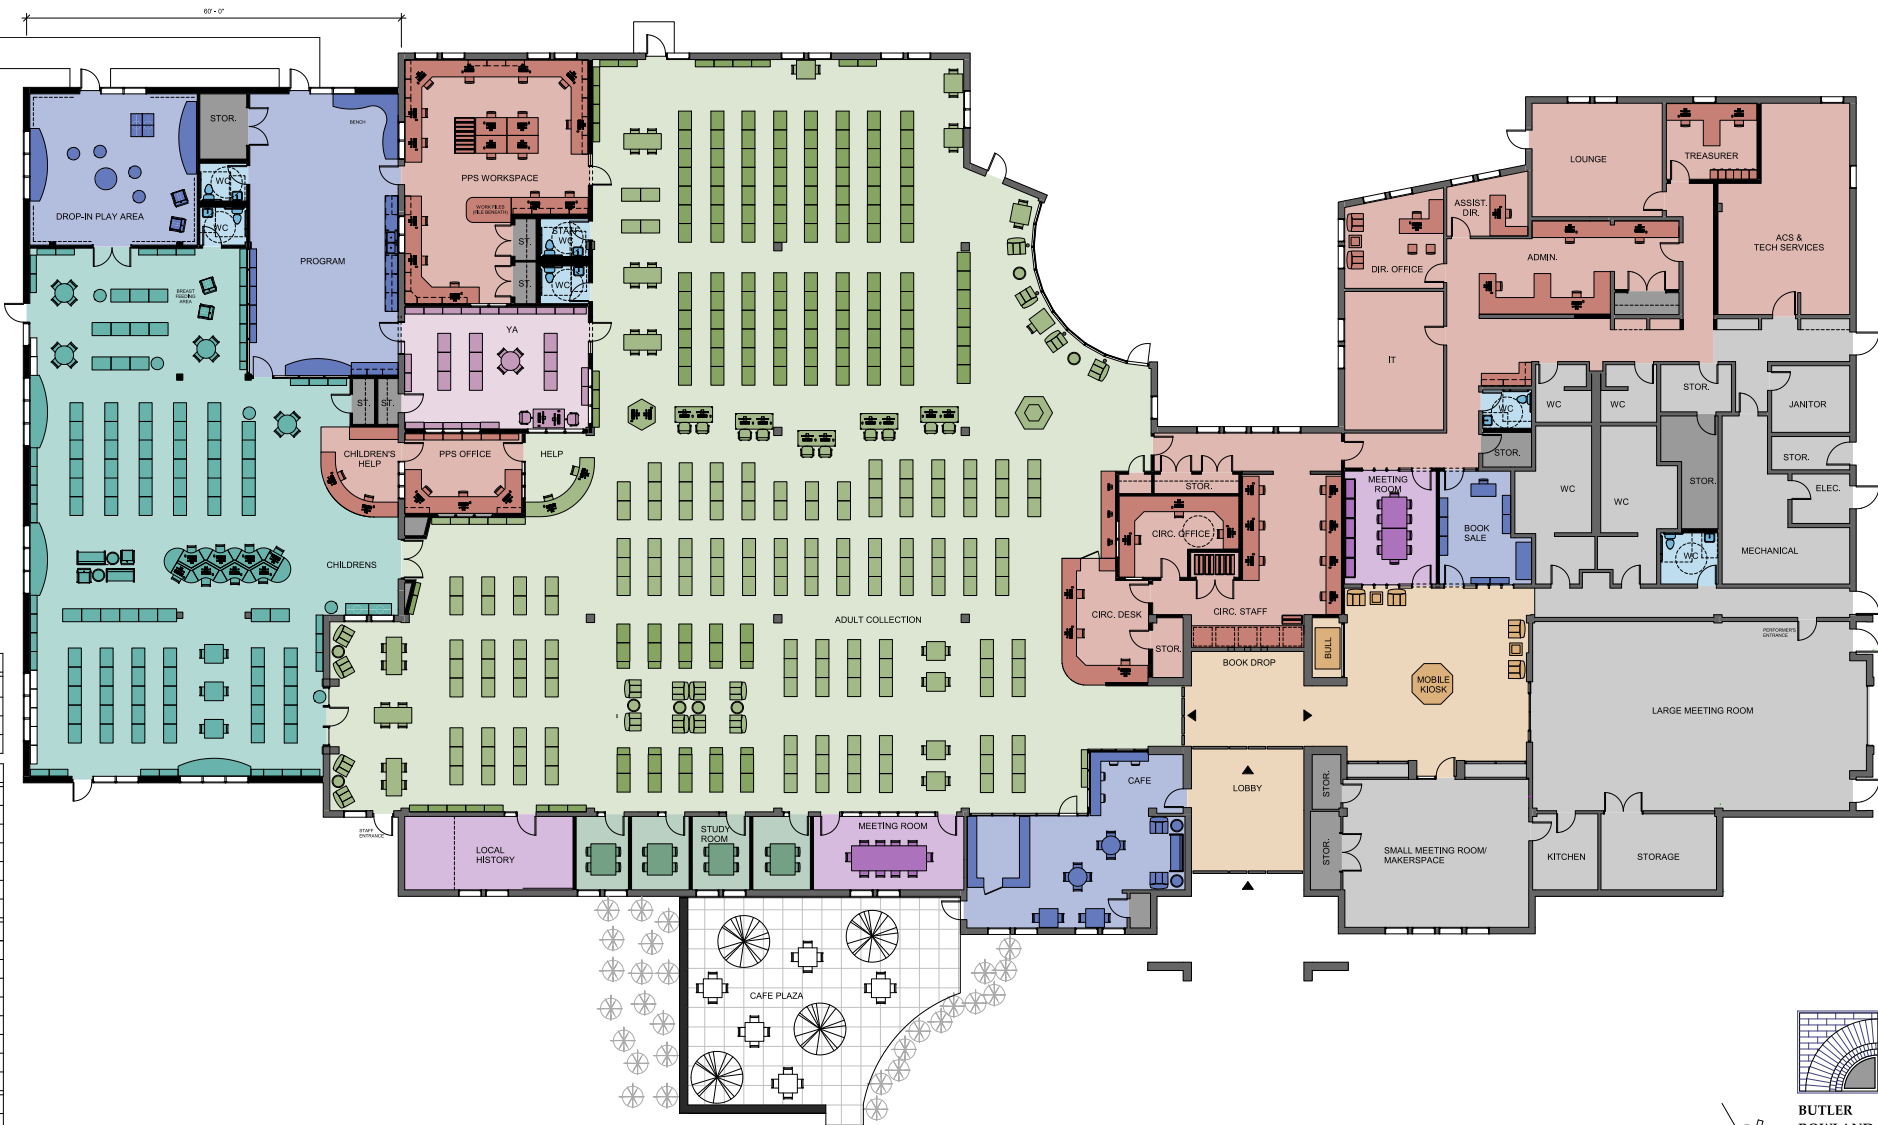 60' - 0"
STOR.
BENCH
WC
DROP-IN PLAY AREA
WC
PROGRAM
BREAST
FEEDING
AREA
PPS WORKSPACE
WORK FILES
(FILE BENEATH)
ST.
STAFF
WC
ST.
WC
YA
ST.
ST.
CHILDREN'S
HELP
PPS OFFICE
HELP
CHILDRENS
ADULT COLLECTION
STAFF
ENTRANCE
LOCAL
HISTORY
STUDY
ROOM
MEETING ROOM
CAFE
CAFE PLAZA
LOBBY
BOOK DROP
STOR.
CIRC. DESK
CIRC. STAFF
CIRC. OFFICE
STOR.
BULL
MOBILE
KIOSK
MEETING
ROOM
BOOK
SALE
LOUNGE
TREASURER
ASSIST.
DIR.
DIR. OFFICE
ADMIN.
ACS &
TECH SERVICES
IT
WC
STOR.
WC
WC
STOR.
JANITOR
STOR.
WC
WC
STOR.
ELEC.
WC
MECHANICAL
PERFORMER'S
ENTRANCE
LARGE MEETING ROOM
STOR.
STOR.
SMALL MEETING ROOM/
MAKERSPACE
KITCHEN
STORAGE
BUTLER
ROWLAND